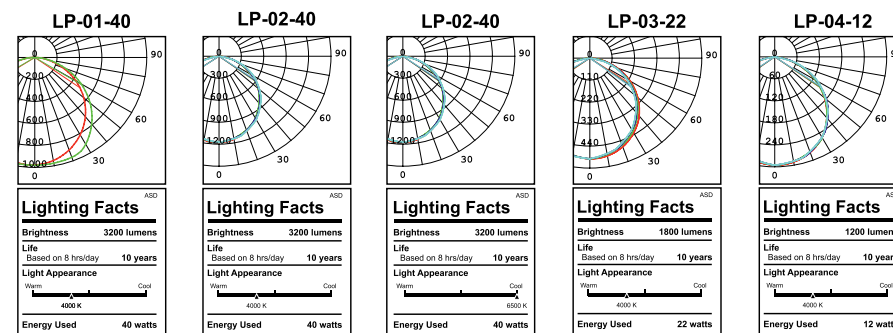 LP-01-40
0
200
400
600
800
1000
90
60
30
0
ASD
Lighting Facts
Brightness 3200 lumens
Life
Based on 8 hrs/day 10 years
Light Appearance
Warm Cool
4000 K
Energy Used 40 watts
LP-02-40
0
300
600
900
1200
90
60
30
0
ASD
Lighting Facts
Brightness 3200 lumens
Life
Based on 8 hrs/day 10 years
Light Appearance
Warm Cool
4000 K
Energy Used 40 watts
LP-02-40
0
300
600
900
1200
90
60
30
0
ASD
Lighting Facts
Brightness 3200 lumens
Life
Based on 8 hrs/day 10 years
Light Appearance
Warm Cool
6500 K
Energy Used 40 watts
LP-03-22
0
110
220
330
440
90
60
30
0
ASD
Lighting Facts
Brightness 1800 lumens
Life
Based on 8 hrs/day 10 years
Light Appearance
Warm Cool
4000 K
Energy Used 22 watts
LP-04-12
0
60
120
180
240
60
30
0
Lighting Facts
Brightness 1200
Life
Based on 8 hrs/day 10 years
Light Appearance
Warm Cool
4000 K
Energy Used 12